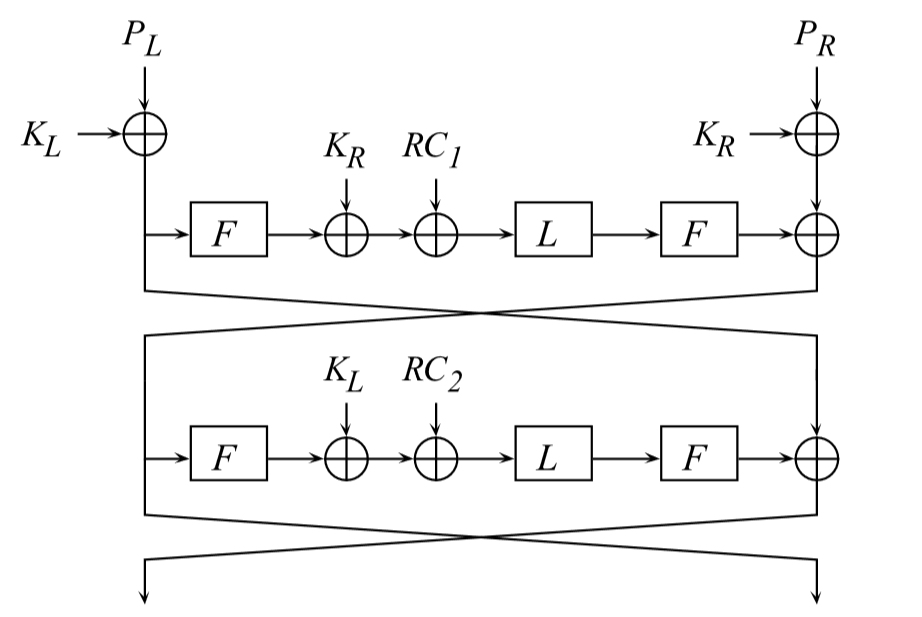 P_L P_R
K_L K_R RC_1 K_R
F L F
K_L RC_2
F L F